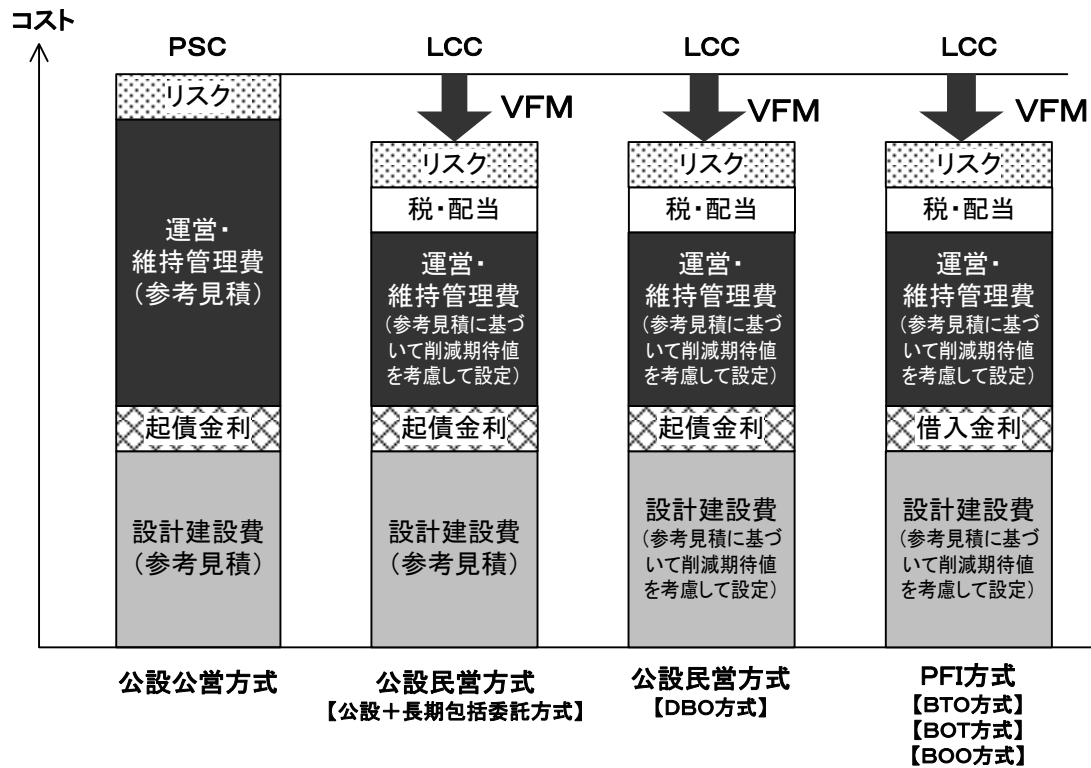 コスト
PSC
LCC
LCC
LCC
VFM
VFM
VFM
リスク
運営・
維持管理費
（参考見積）
起債金利
設計建設費
（参考見積）
公設公営方式
リスク
税・配当
運営・
維持管理費
（参考見積に基づ
いて削減期待値
を考慮して設定）
起債金利
設計建設費
（参考見積）
公設民営方式
【公設＋長期包括委託方式】
リスク
税・配当
運営・
維持管理費
（参考見積に基づ
いて削減期待値
を考慮して設定）
起債金利
設計建設費
（参考見積に基づ
いて削減期待値
を考慮して設定）
公設民営方式
【DBO方式】
リスク
税・配当
運営・
維持管理費
（参考見積に基づ
いて削減期待値
を考慮して設定）
借入金利
設計建設費
（参考見積に基づ
いて削減期待値
を考慮して設定）
PFI方式
【BTO方式】
【BOT方式】
【BOO方式】